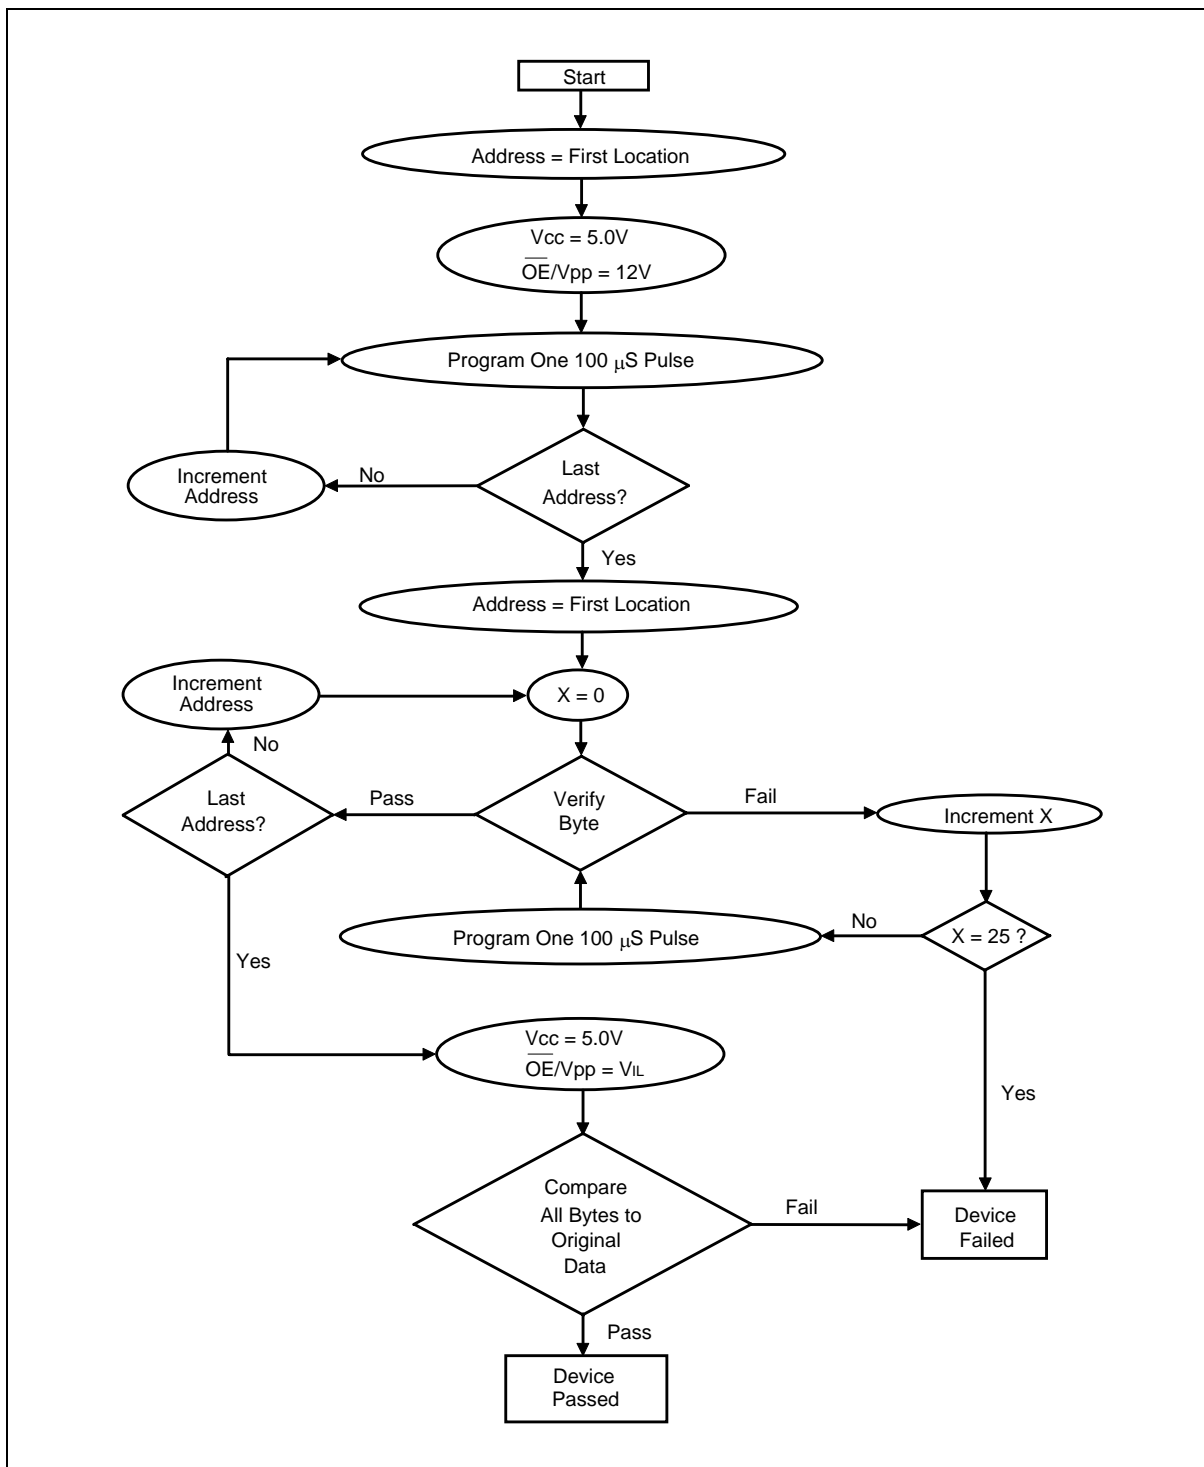 Start
Address = First Location
Vcc = 5.0V
O̅E̅/Vpp = 12V
Program One 100 μS Pulse
Last
Address?
No
Increment
Address
Yes
Address = First Location
Increment
Address
X = 0
No
Last
Address?
Pass
Verify
Byte
Fail
Increment X
Program One 100 μS Pulse
No
X = 25 ?
Yes
Vcc = 5.0V
O̅E̅/Vpp = VIL
Yes
Compare
All Bytes to
Original
Data
Fail
Device
Failed
Pass
Device
Passed